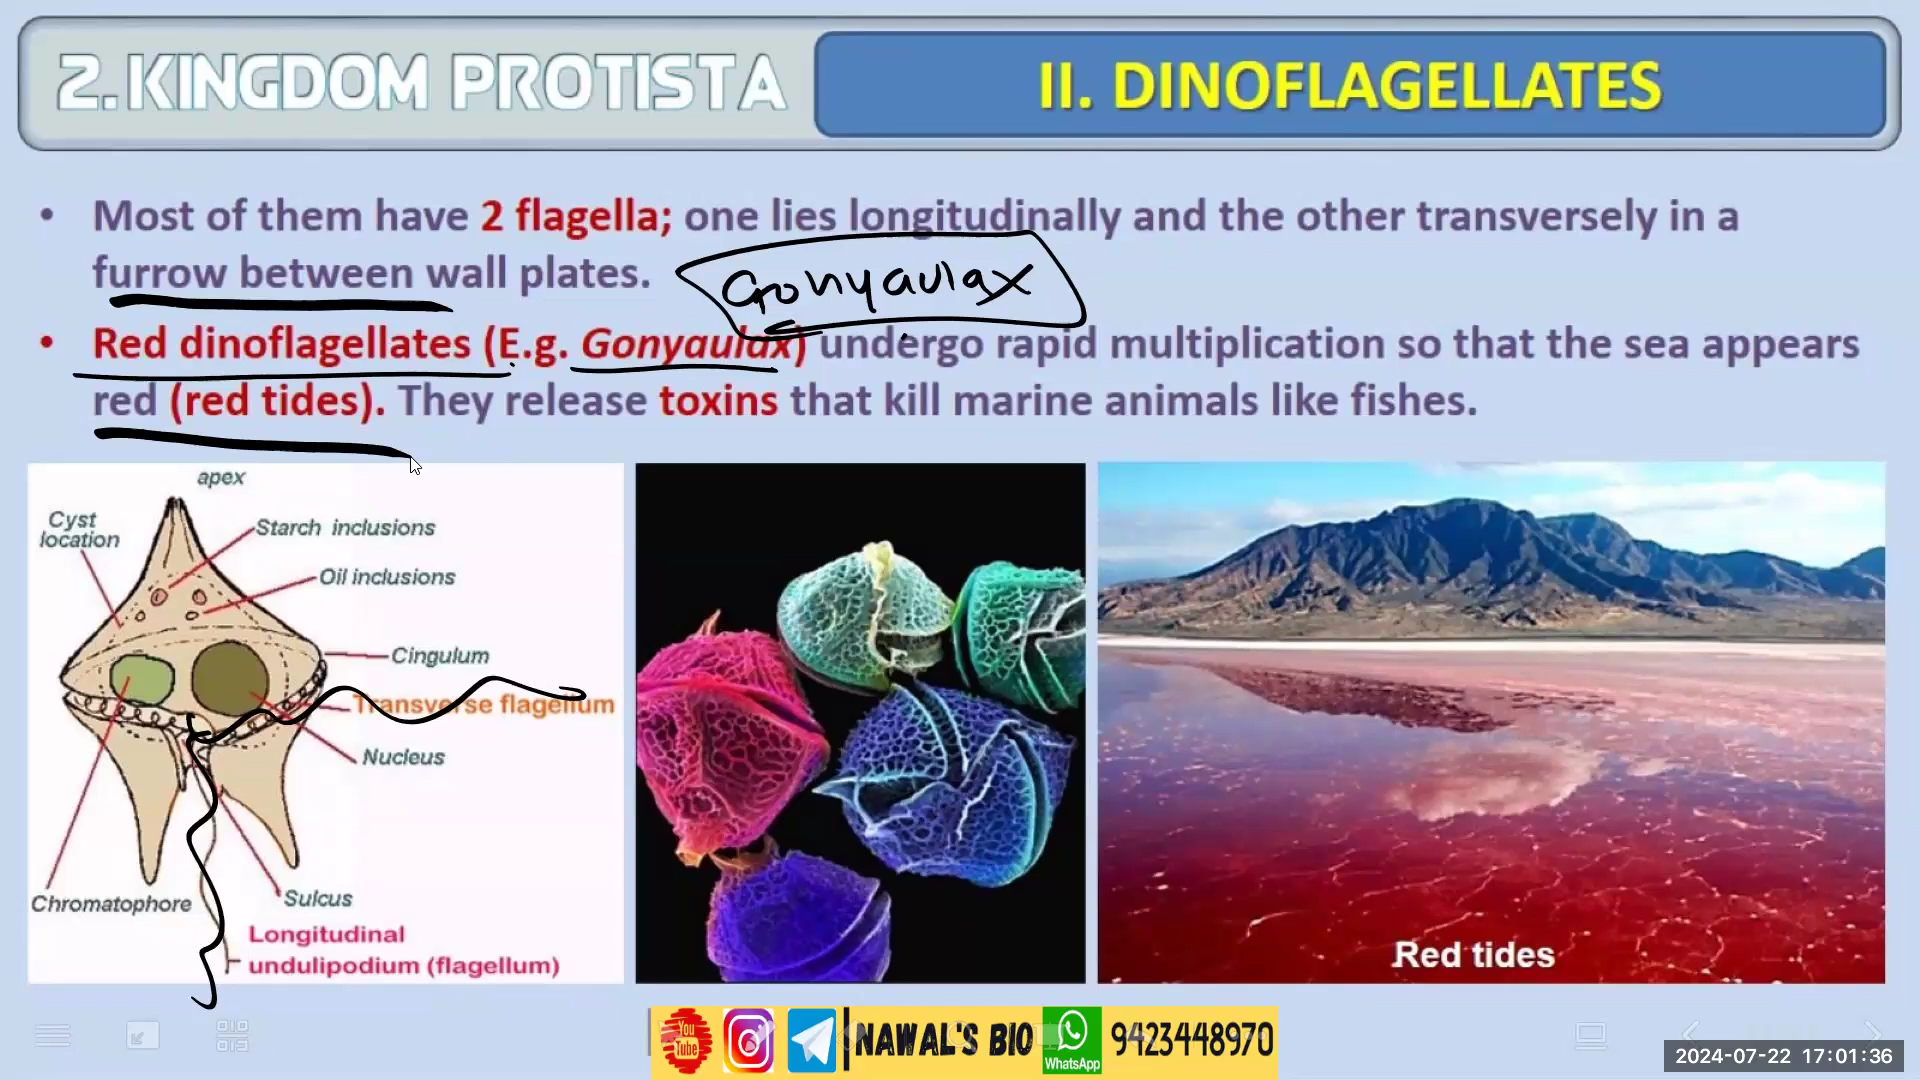 2. KINGDOM PROTISTA
II. DINOFLAGELLATES
• Most of them have 2 flagella; one lies longitudinally and the other transversely in a
furrow between wall plates.
Gonyaulax
• Red dinoflagellates (E.g. Gonyaulax) undergo rapid multiplication so that the sea appears
red (red tides). They release toxins that kill marine animals like fishes.
apex
Cyst
location
Starch inclusions
Oil inclusions
Cingulum
Transverse flagellum
Nucleus
Chromatophore
Sulcus
Longitudinal
undulipodium (flagellum)
Red tides
You
Tube
NAWAL'S BIO
WhatsApp
9423448970
2024-07-22 17:01:36